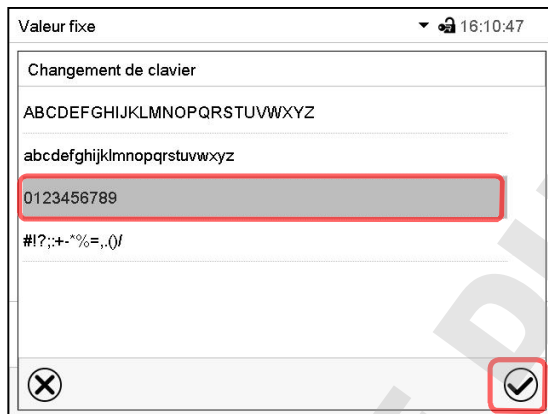 Valeur fixe 16:10:47
Changement de clavier
ABCDEFGHIJKLMNOPQRSTUVWXYZ
abcdefghijklmnopqrstuvwxyz
0123456789
#!?;:+-*%=,.()/